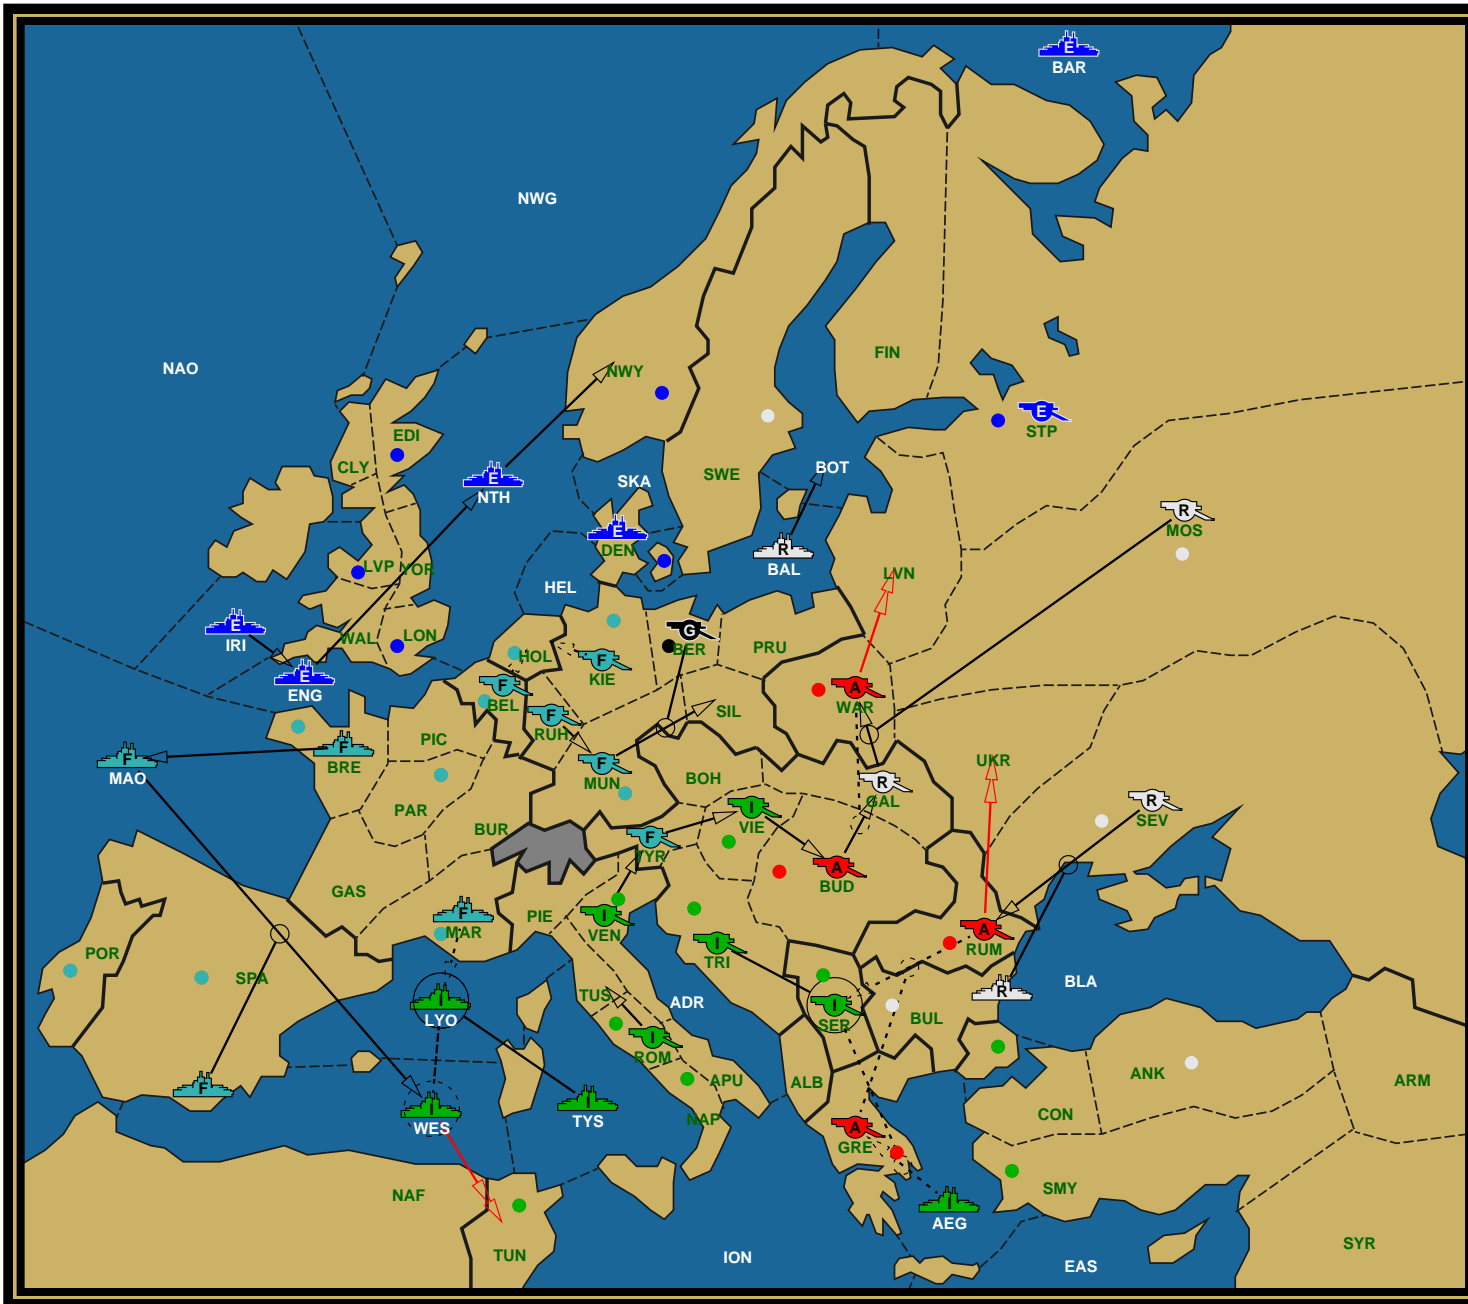 E
BAR
NWG
FIN
NAO
NWY
E
STP
EDI
CLY
SWE
BOT
SKA
E
NTH
R
MOS
E
DEN
R
BAL
LVP
YOR
HEL
LVN
E
IRI
WAL
LON
G
BER
PRU
HOL
F
KIE
E
ENG
F
BEL
A
WAR
F
RUH
SIL
PIC
F
BRE
F
MAO
F
MUN
BOH
UKR
R
GAL
R
SEV
PAR
BUR
I
VIE
F
TYR
A
BUD
GAS
F
MAR
PIE
I
VEN
A
RUM
POR
SPA
I
TRI
BLA
R
TUS
ADR
I
LYO
I
SER
BUL
I
ROM
APU
ALB
ANK
ARM
F
I
WES
I
TYS
NAP
CON
A
GRE
NAF
SMY
I
AEG
TUN
ION
EAS
SYR